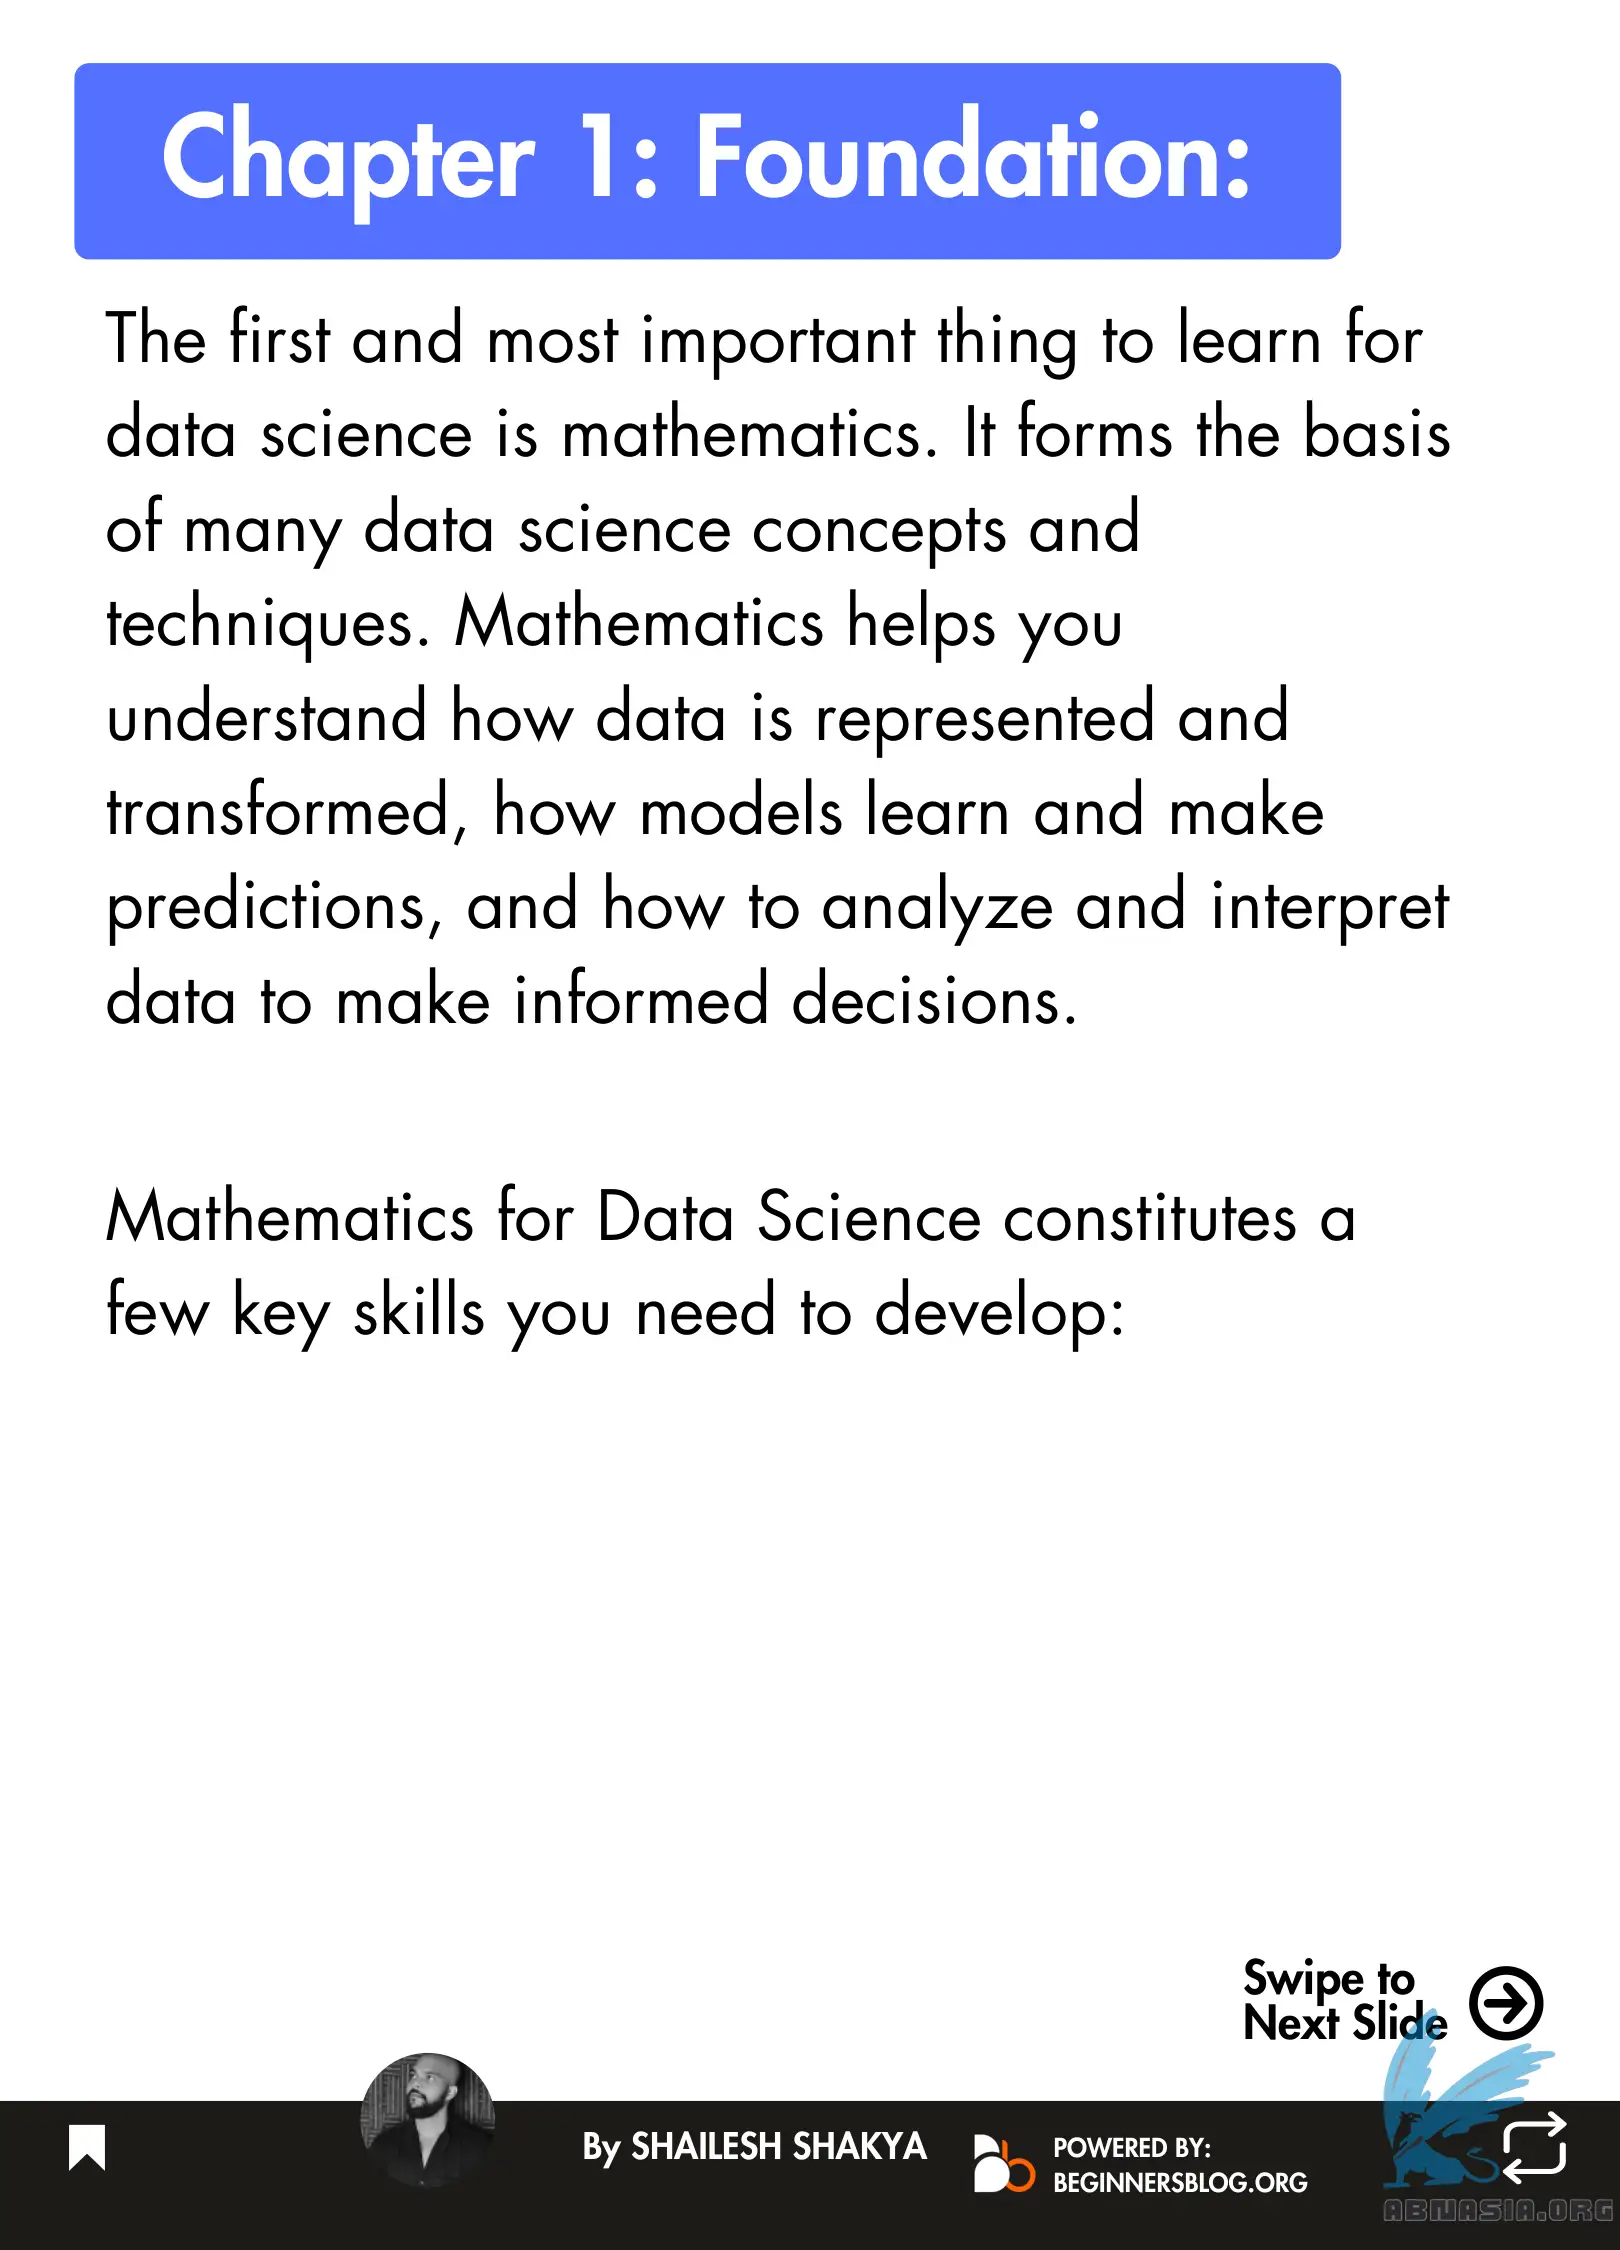 Chapter 1: Foundation:
The first and most important thing to learn for
data science is mathematics. It forms the basis
of many data science concepts and
techniques. Mathematics helps you
understand how data is represented and
transformed, how models learn and make
predictions, and how to analyze and interpret
data to make informed decisions.
Mathematics for Data Science constitutes a
few key skills you need to develop:
Swipe to
Next Slide
By SHAILESH SHAKYA
POWERED BY:
BEGINNERSBLOG.ORG
ABNASIA.ORG